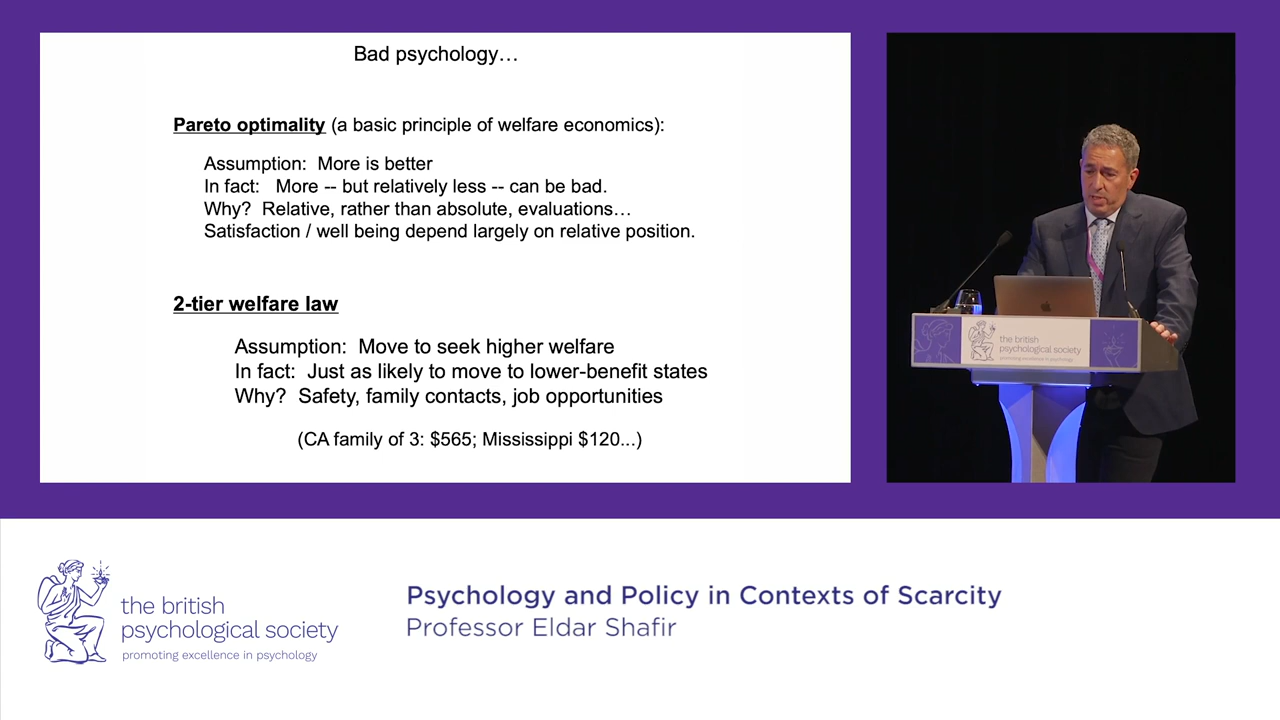 Bad psychology…
Pareto optimality (a basic principle of welfare economics):
Assumption:  More is better
In fact:   More -- but relatively less -- can be bad.
Why?  Relative, rather than absolute, evaluations…
Satisfaction / well being depend largely on relative position.
2-tier welfare law
Assumption:  Move to seek higher welfare
In fact:  Just as likely to move to lower-benefit states
Why?  Safety, family contacts, job opportunities
(CA family of 3: $565; Mississippi $120...)
the british
psychological society
promoting excellence in psychology
the british
psychological society
promoting excellence in psychology
Psychology and Policy in Contexts of Scarcity
Professor Eldar Shafir